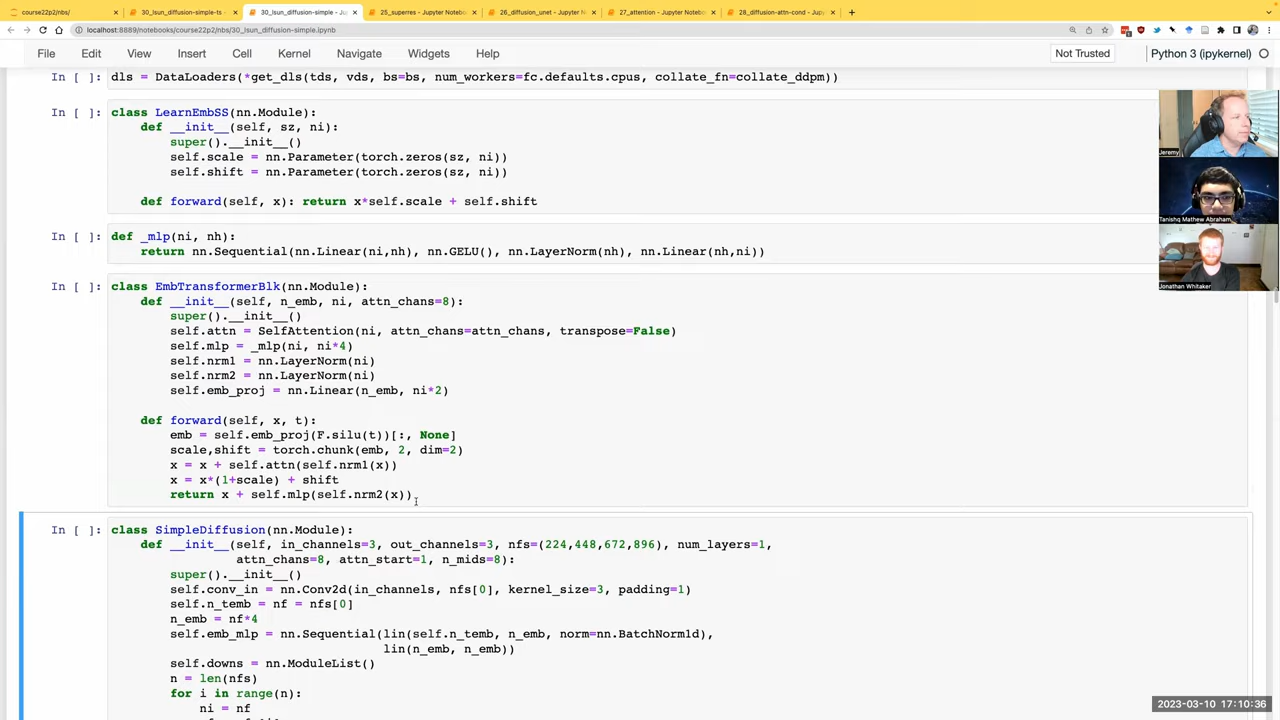 course22p2/nbs/
30_lsun_diffusion-simple-ts -
30_lsun_diffusion-simple - Ju
25_superres - Jupyter Noteb
26_diffusion_unet - Jupyter N
27_attention - Jupyter Noteb
28_diffusion-attn-cond - Jup
localhost:8889/notebooks/course22p2/nbs/30_lsun_diffusion-simple.ipynb
File Edit View Insert Cell Kernel Navigate Widgets Help Not Trusted Python 3 (ipykernel)
In [ ]: dls = DataLoaders(*get_dls(tds, vds, bs=bs, num_workers=fc.defaults.cpus, collate_fn=collate_ddpm))
In [ ]: class LearnEmbSS(nn.Module):
def __init__(self, sz, ni):
super().__init__()
self.scale = nn.Parameter(torch.zeros(sz, ni))
self.shift = nn.Parameter(torch.zeros(sz, ni))
def forward(self, x): return x*self.scale + self.shift
Jeremy
Tanishq Mathew Abraham
Jonathan Whitaker
In [ ]: def _mlp(ni, nh):
return nn.Sequential(nn.Linear(ni,nh), nn.GELU(), nn.LayerNorm(nh), nn.Linear(nh,ni))
In [ ]: class EmbTransformerBlk(nn.Module):
def __init__(self, n_emb, ni, attn_chans=8):
super().__init__()
self.attn = SelfAttention(ni, attn_chans=attn_chans, transpose=False)
self.mlp = _mlp(ni, ni*4)
self.nrm1 = nn.LayerNorm(ni)
self.nrm2 = nn.LayerNorm(ni)
self.emb_proj = nn.Linear(n_emb, ni*2)
def forward(self, x, t):
emb = self.emb_proj(F.silu(t))[:, None]
scale,shift = torch.chunk(emb, 2, dim=2)
x = x + self.attn(self.nrm1(x))
x = x*(1+scale) + shift
return x + self.mlp(self.nrm2(x))
In [ ]: class SimpleDiffusion(nn.Module):
def __init__(self, in_channels=3, out_channels=3, nfs=(224,448,672,896), num_layers=1,
attn_chans=8, attn_start=1, n_mids=8):
super().__init__()
self.conv_in = nn.Conv2d(in_channels, nfs[0], kernel_size=3, padding=1)
self.n_temb = nf = nfs[0]
n_emb = nf*4
self.emb_mlp = nn.Sequential(lin(self.n_temb, n_emb, norm=nn.BatchNorm1d),
lin(n_emb, n_emb))
self.downs = nn.ModuleList()
n = len(nfs)
for i in range(n):
ni = nf
2023-03-10 17:10:36